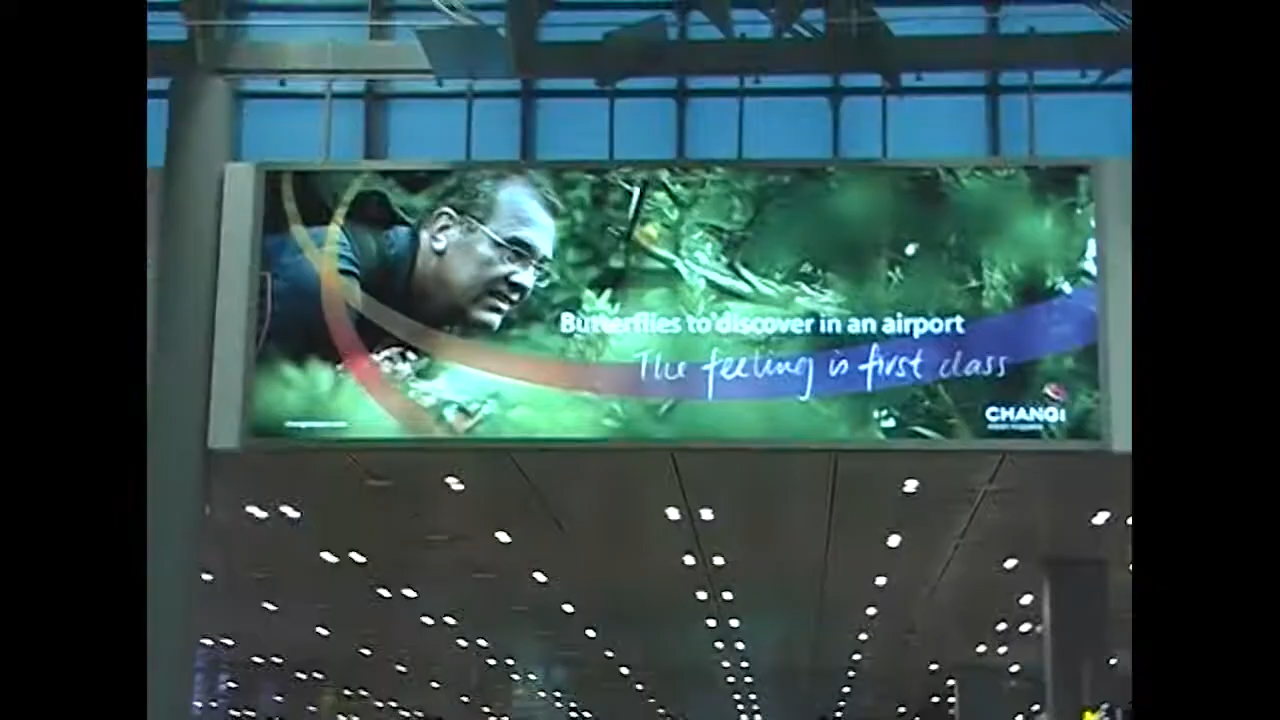 Butterflies to discover in an airport
The feeling is first class
CHANGI